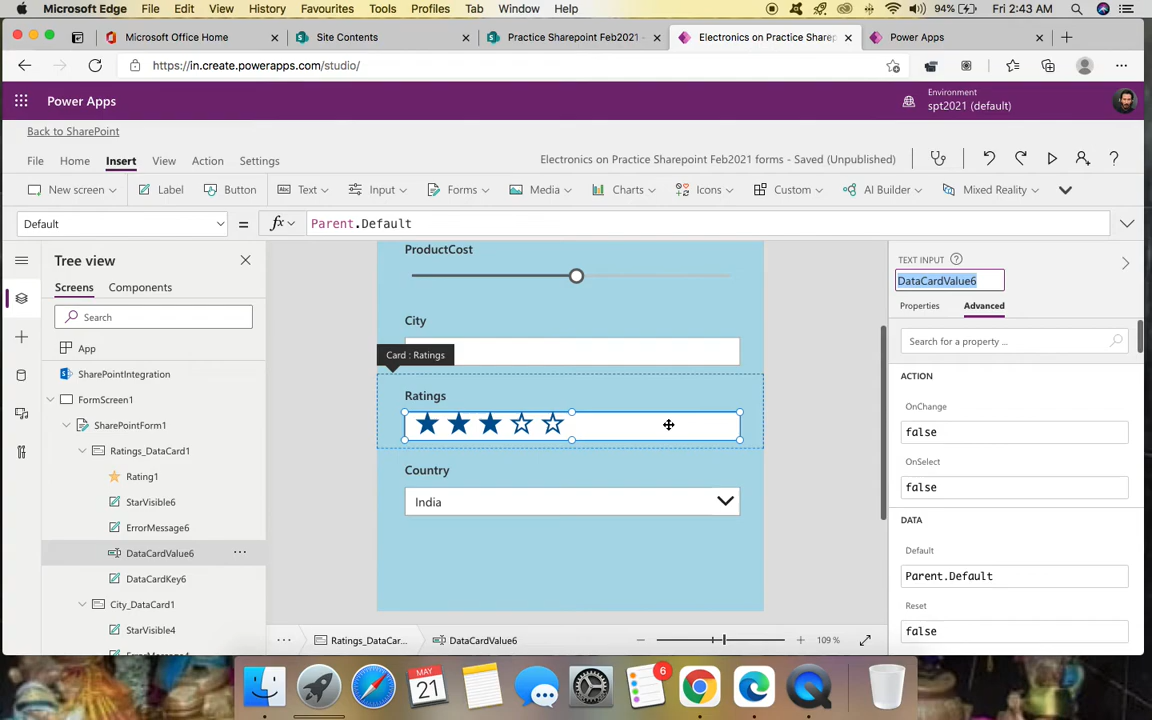 Microsoft Edge File Edit View History Favourites Tools Profiles Tab Window Help 94% Fri 2:43 AM
Microsoft Office Home Site Contents Practice Sharepoint Feb2021 - Electronics on Practice Sharep Power Apps
https://in.create.powerapps.com/studio/
Power Apps
Environment
spt2021 (default)
Back to SharePoint
File Home Insert View Action Settings Electronics on Practice Sharepoint Feb2021 forms - Saved (Unpublished)
New screen Label Button Text Input Forms Media Charts Icons Custom AI Builder Mixed Reality
Default = fx Parent.Default
Tree view
Screens Components
Search
App
SharePointIntegration
FormScreen1
SharePointForm1
Ratings_DataCard1
Rating1
StarVisible6
ErrorMessage6
DataCardValue6
DataCardKey6
City_DataCard1
StarVisible4
ProductCost
City
Card : Ratings
Ratings
Country
India
Ratings_DataCar... DataCardValue6 109 %
TEXT INPUT
DataCardValue6
Properties Advanced
Search for a property ...
ACTION
OnChange
false
OnSelect
false
DATA
Default
Parent.Default
Reset
false
MAY
21
6